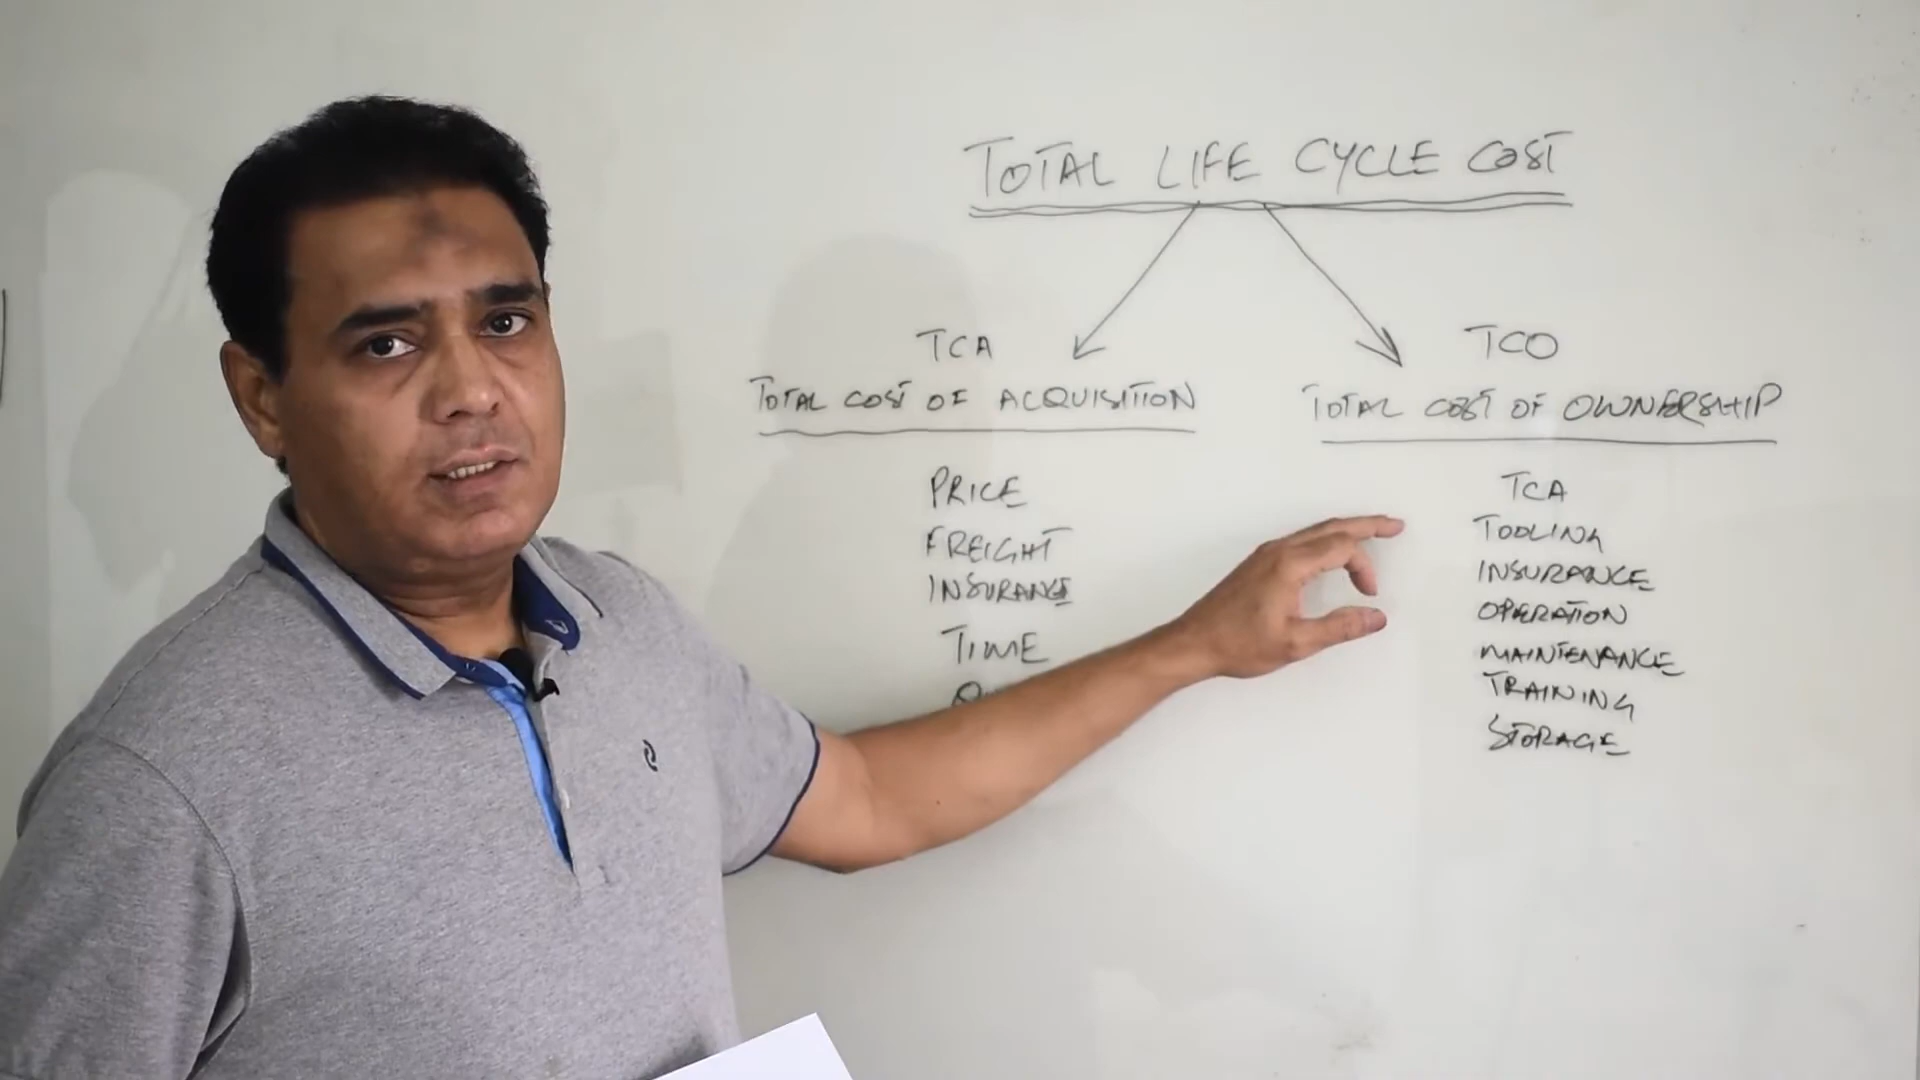 TOTAL LIFE CYCLE COST
TCA
TOTAL COST OF ACQUISITION
PRICE
FREIGHT
INSURANCE
TIME
TCO
TOTAL COST OF OWNERSHIP
TCA
TOOLING
INSURANCE
OPERATION
MAINTENANCE
TRAINING
STORAGE